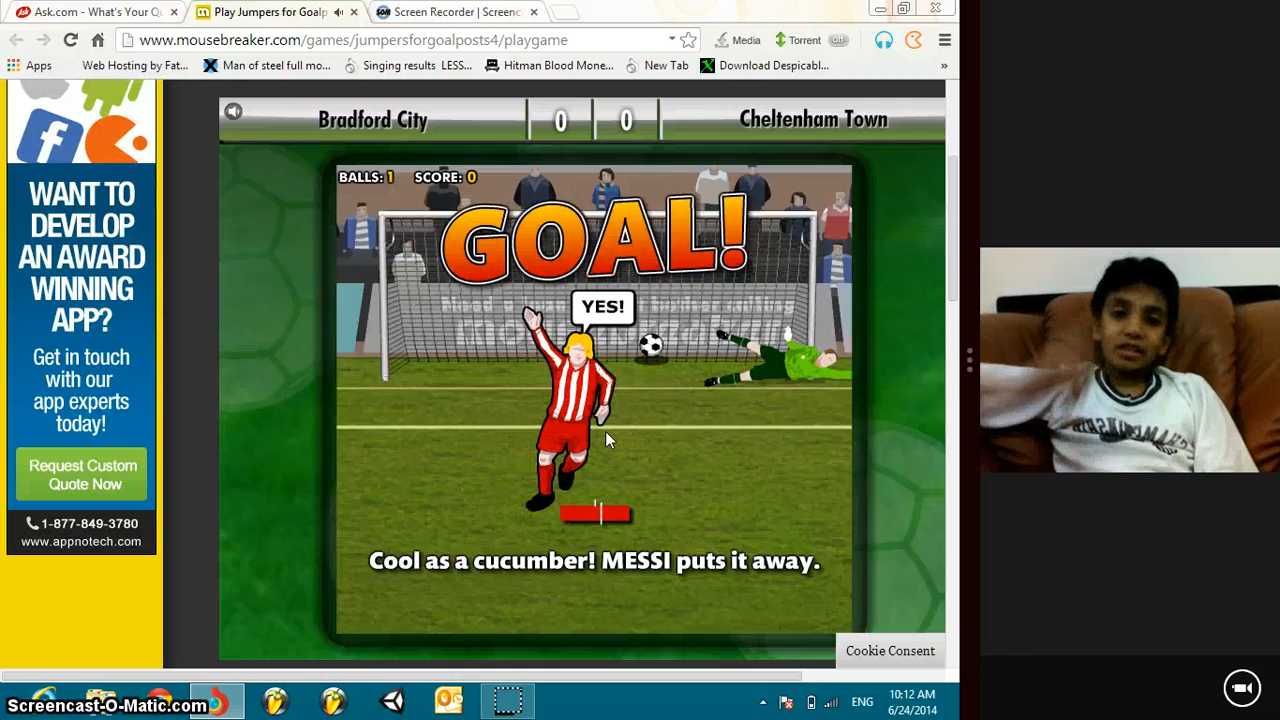 Ask.com - What's Your Qu
Play Jumpers for Goalp
SOM
Screen Recorder | Screenc
www.mousebreaker.com/games/jumpersforgoalposts4/playgame
Media
Torrent
off
Apps
Web Hosting by Fat...
Man of steel full mo...
Singing results LESS...
Hitman Blood Mone...
New Tab
Download Despicabl...
»
WANT TO
DEVELOP
AN AWARD
WINNING
APP?
Get in touch
with our
app experts
today!
Request Custom
Quote Now
1-877-849-3780
www.appnotech.com
Bradford City 0 0 Cheltenham Town
BALLS: 1 SCORE: 0
GOAL!
YES!
Cool as a cucumber! MESSI puts it away.
Cookie Consent
Screencast-O-Matic.com
ENG
10:12 AM
6/24/2014